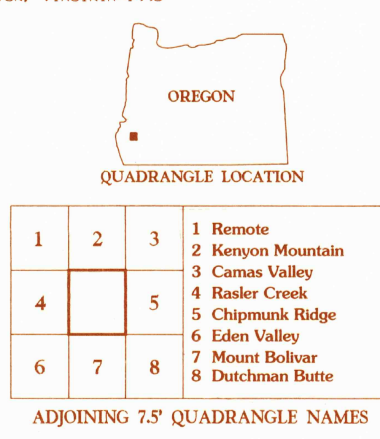 OREGON
QUADRANGLE LOCATION
1 2 3
4 5
6 7 8
1 Remote
2 Kenyon Mountain
3 Camas Valley
4 Rasler Creek
5 Chipmunk Ridge
6 Eden Valley
7 Mount Bolivar
8 Dutchman Butte
ADJOINING 7.5' QUADRANGLE NAMES